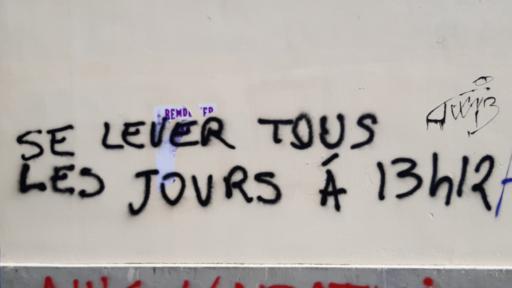 SE LEVER TOUS
LES JOURS À 13h12